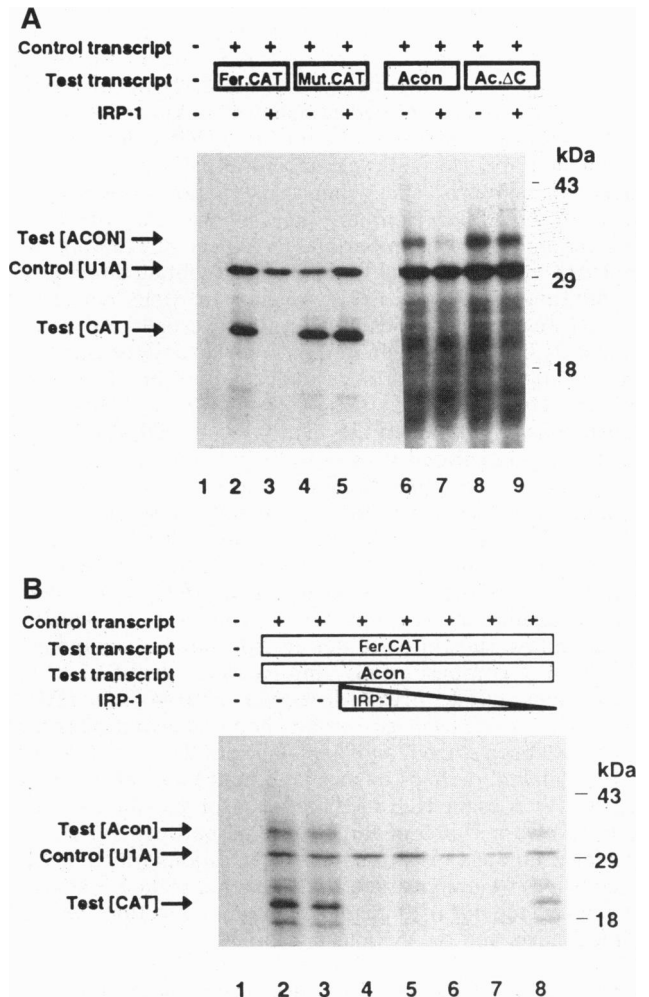 A
Control transcript - + + + + + + + +
Test transcript - Fer.CAT Mut.CAT Acon Ac.ΔC
IRP-1 - - + - + - + - +
kDa
43
Test [ACON]
Control [U1A]
29
Test [CAT]
18
1 2 3 4 5 6 7 8 9
B
Control transcript - + + + + + + +
Test transcript - Fer.CAT
Test transcript - Acon
IRP-1 - - - IRP-1
kDa
43
Test [Acon]
Control [U1A]
29
Test [CAT]
18
1 2 3 4 5 6 7 8